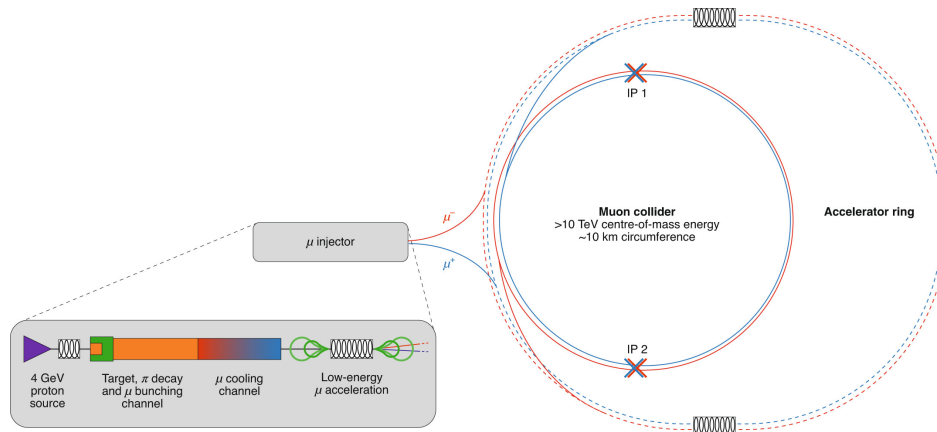 IP 1
Muon collider
>10 TeV centre-of-mass energy
~10 km circumference
Accelerator ring
μ⁻
μ injector
μ⁺
IP 2
4 GeV
proton
source
Target, π decay
and μ bunching
channel
μ cooling
channel
Low-energy
μ acceleration